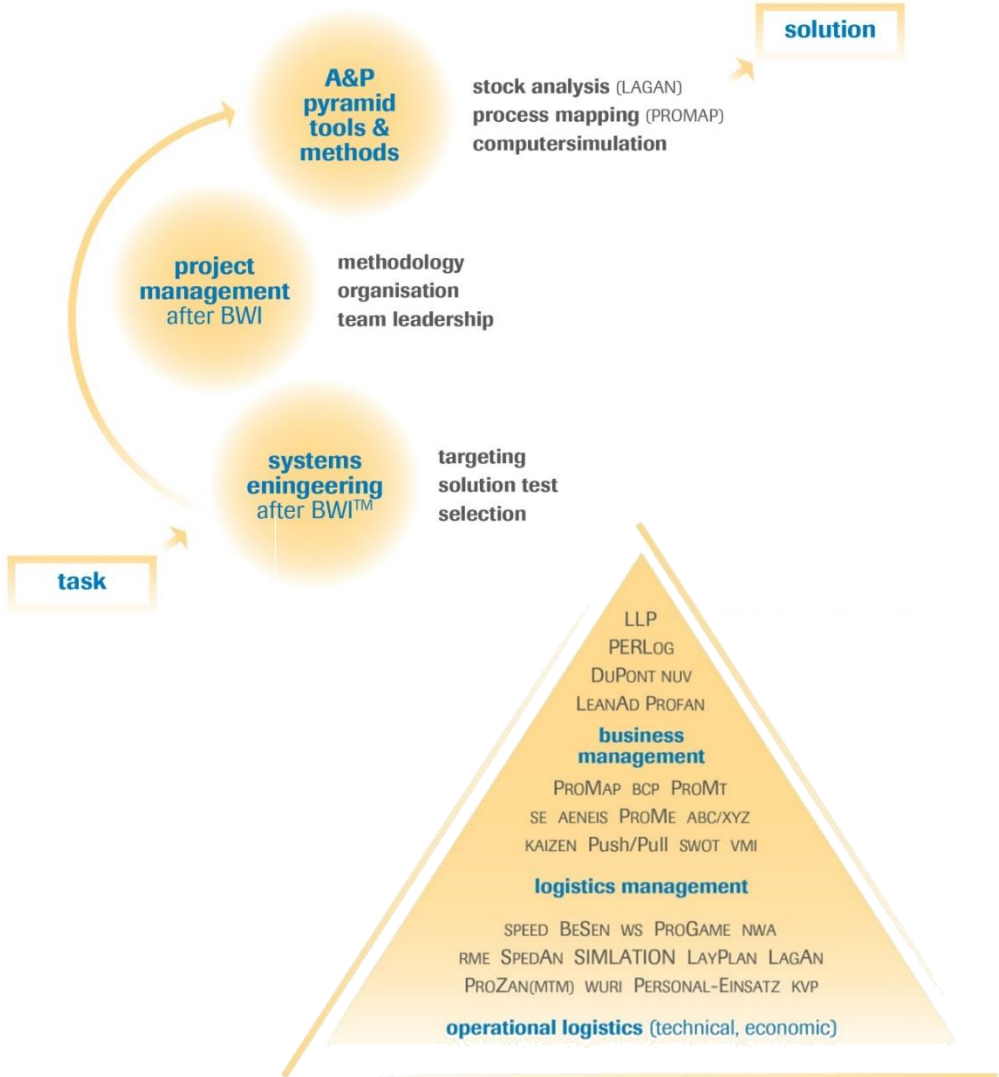 solution
A&P
pyramid
tools &
methods
stock analysis (LAGAN)
process mapping (PROMAP)
computersimulation
project
management
after BWI
methodology
organisation
team leadership
systems
eningeering
after BWI™
targeting
solution test
selection
task
LLP
PERLOG
DUPONT NUV
LEANAD PROFAN
business
management
PROMAP BCP PROMT
SE AENEIS PROME ABC/XYZ
KAIZEN Push/Pull SWOT VMI
logistics management
SPEED BESEN WS PROGAME NWA
RME SPEDAN SIMLATION LAYPLAN LAGAN
PROZAN(MTM) WURI PERSONAL-EINSATZ KVP
operational logistics (technical, economic)